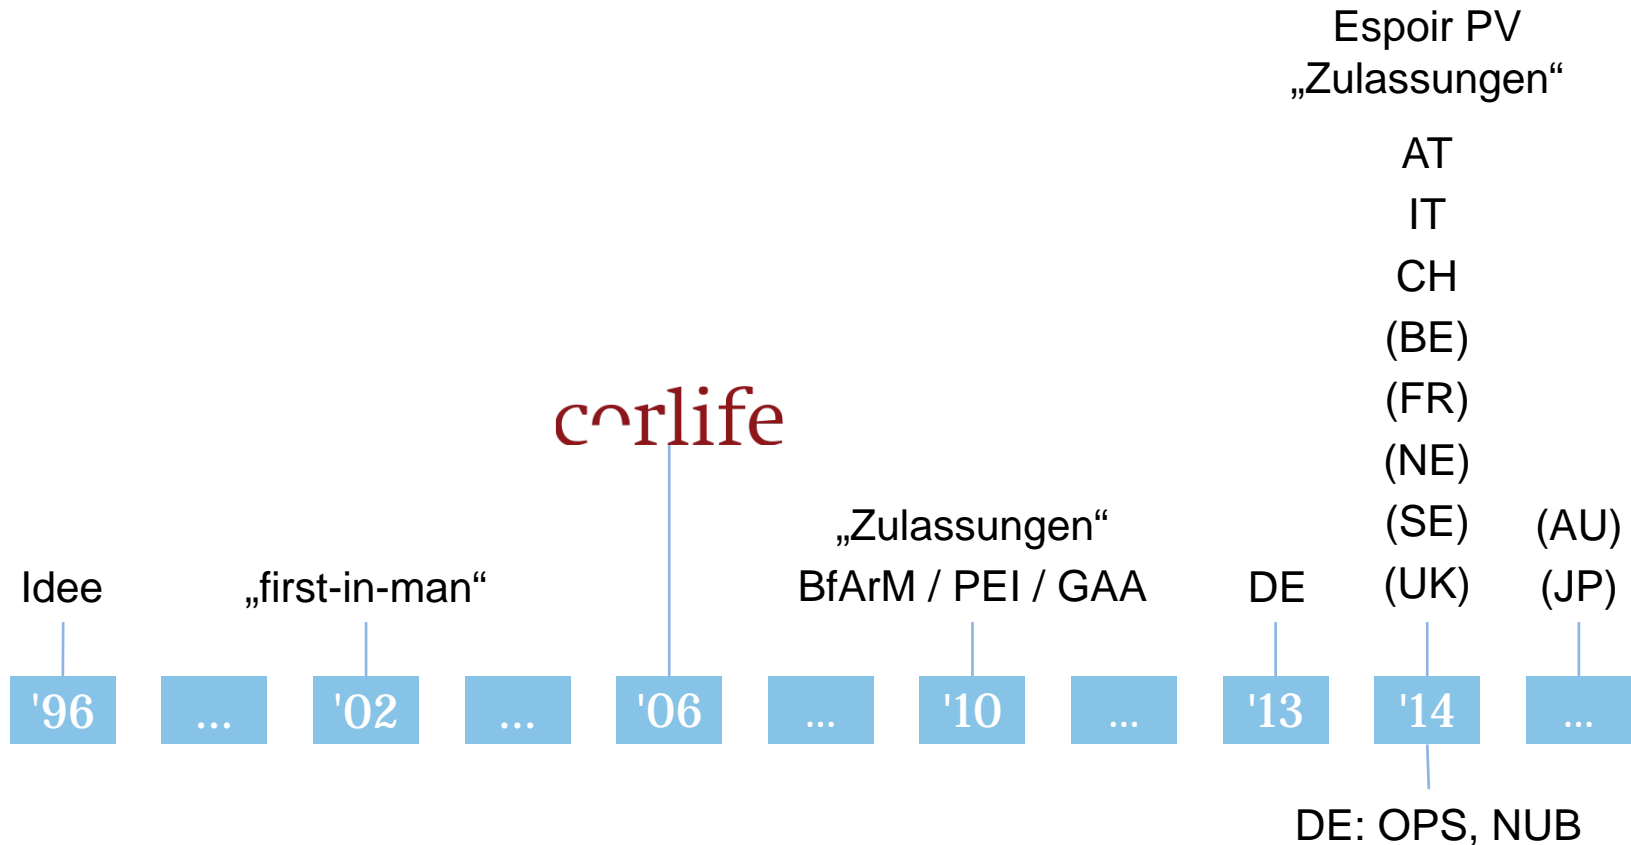 Espoir PV
„Zulassungen“
AT
IT
CH
(BE)
(FR)
(NE)
(SE)
(UK)
(AU)
(JP)
corlife
„Zulassungen“
BfArM / PEI / GAA
Idee
„first-in-man“
DE
'96
...
'02
...
'06
...
'10
...
'13
'14
...
DE: OPS, NUB